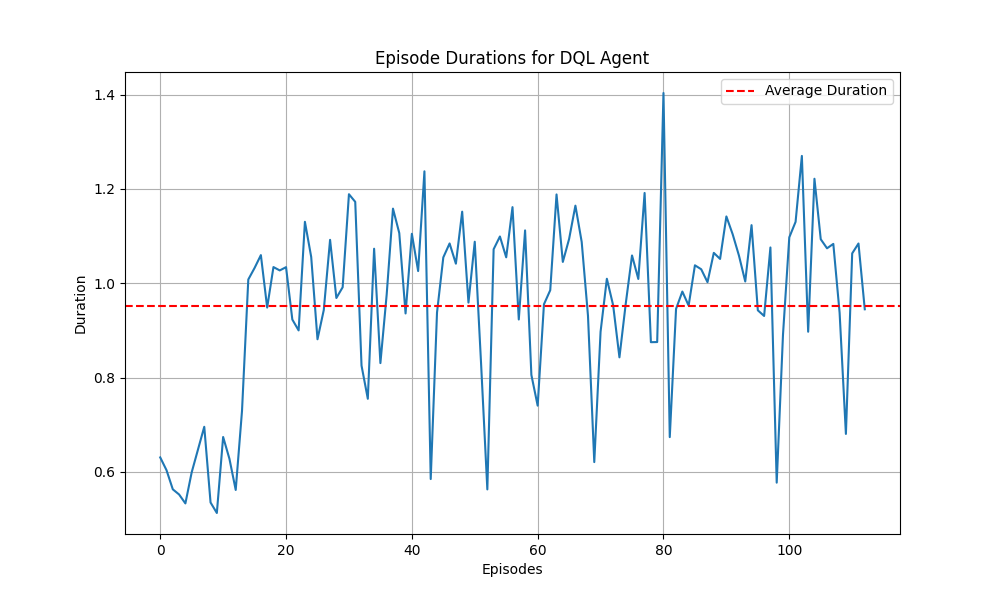 Episode Durations for DQL Agent
Average Duration
1.4
1.2
1.0
0.8
0.6
Duration
0 20 40 60 80 100
Episodes